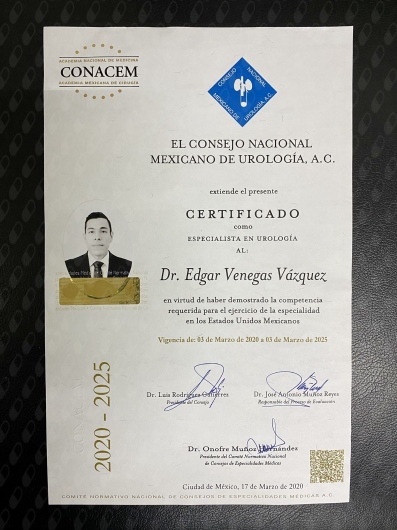 ACADEMIA NACIONAL DE MEDICINA
CONACEM
ACADEMIA MEXICANA DE CIRUGÍA
CONSEJO NACIONAL
MEXICANO DE UROLOGÍA, A.C.
EL CONSEJO NACIONAL
MEXICANO DE UROLOGÍA, A.C.
extiende el presente
CERTIFICADO
como
ESPECIALISTA EN UROLOGÍA
AL:
Dr. Edgar Venegas Vázquez
en virtud de haber demostrado la competencia
requerida para el ejercicio de la especialidad
en los Estados Unidos Mexicanos
Vigencia de: 03 de Marzo de 2020 a 03 de Marzo de 2025
2020 - 2025
Dr. Luis Rodríguez Gutiérres
Presidente del Consejo
Dr. José Antonio Muñoz Reyes
Responsable del Proceso de Evaluación
Dr. Onofre Muñoz Hernández
Presidente del Comité Normativo Nacional
de Consejos de Especialidades Médicas
Ciudad de México, 17 de Marzo de 2020
COMITÉ NORMATIVO NACIONAL DE CONSEJOS DE ESPECIALIDADES MÉDICAS A.C.